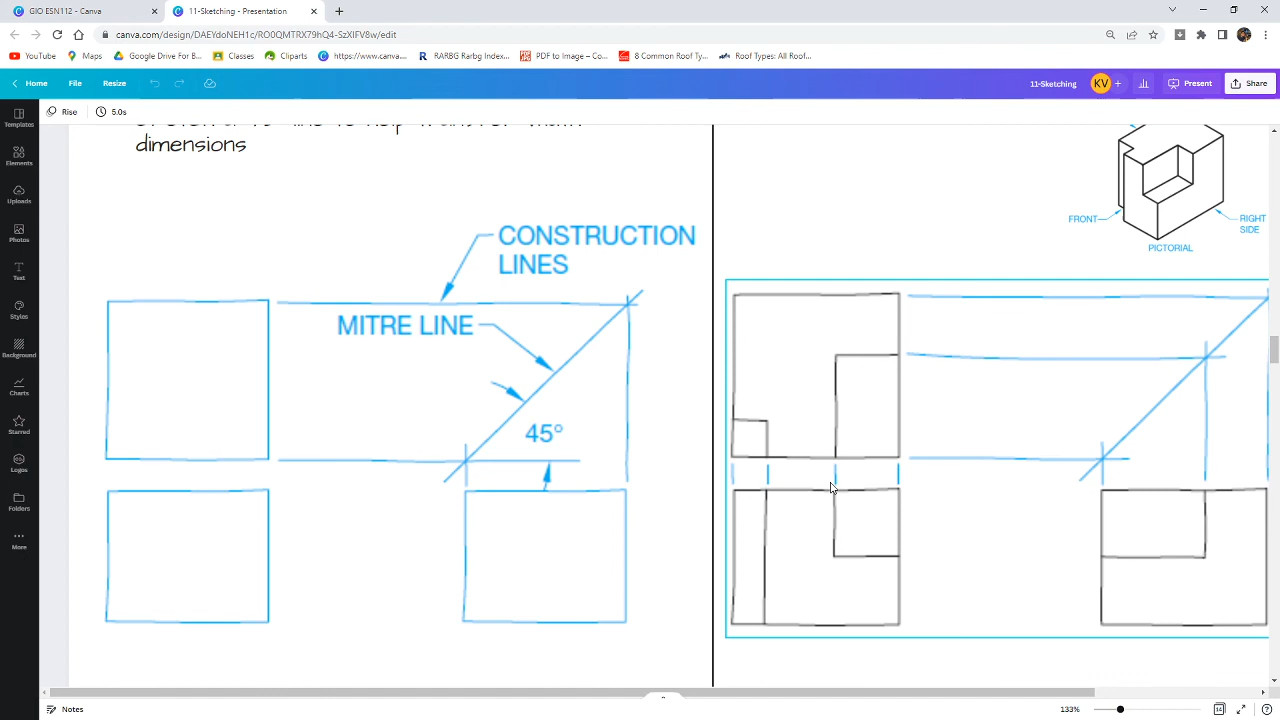 GIO ESN112 - Canva
11-Sketching - Presentation
canva.com/design/DAEYdoNEH1c/RO0QMTRX79hQ4-SzXIFV8w/edit
YouTube
Maps
Google Drive For B...
Classes
Cliparts
https://www.canva....
RARBG Rarbg Index...
PDF to Image – Co...
8 Common Roof Ty...
Roof Types: All Roof...
Home
File
Resize
11-Sketching
KV
Present
Share
Rise
5.0s
Templates
Elements
Uploads
Photos
Text
Styles
Background
Charts
Starred
Logos
Folders
More
dimensions
CONSTRUCTION
LINES
MITRE LINE
45°
FRONT
RIGHT
SIDE
PICTORIAL
Notes
133%
14